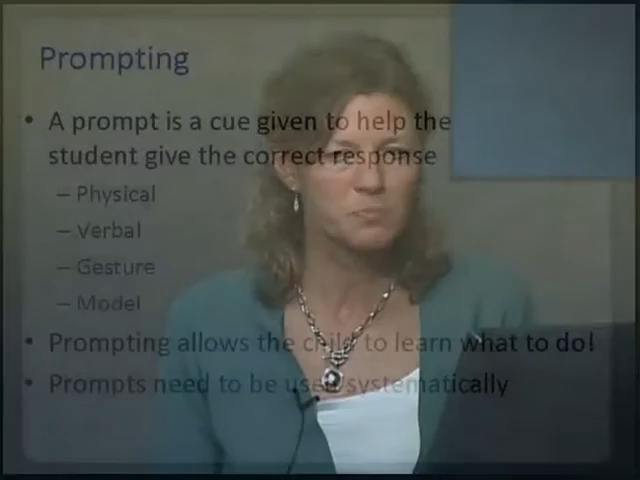 Prompting
• A prompt is a cue given to help the
student give the correct response
– Physical
– Verbal
– Gesture
– Model
• Prompting allows the child to learn what to do!
• Prompts need to be used systematically